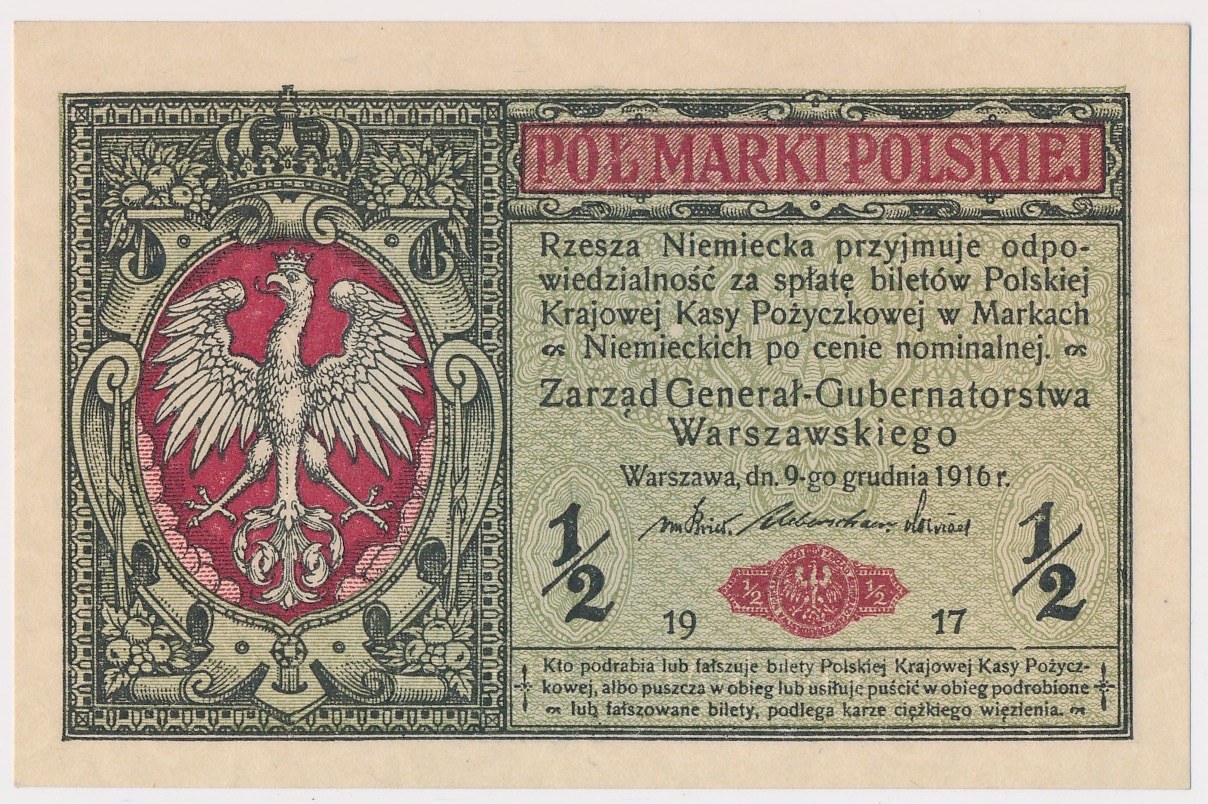 PÓŁ MARKI POLSKIEJ
Rzesza Niemiecka przyjmuje odpo-
wiedzialność za spłatę biletów Polskiej
Krajowej Kasy Pożyczkowej w Markach
Niemieckich po cenie nominalnej.
Zarząd Generał-Gubernatorstwa
Warszawskiego
Warszawa, dn. 9-go grudnia 1916 r.
1/2 1/2
1/2 1/2
19 17
Kto podrabia lub fałszuje bilety Polskiej Krajowej Kasy Pożycz-
kowej, albo puszcza w obieg lub usiłuje puścić w obieg podrobione
lub fałszowane bilety, podlega karze ciężkiego więzienia.